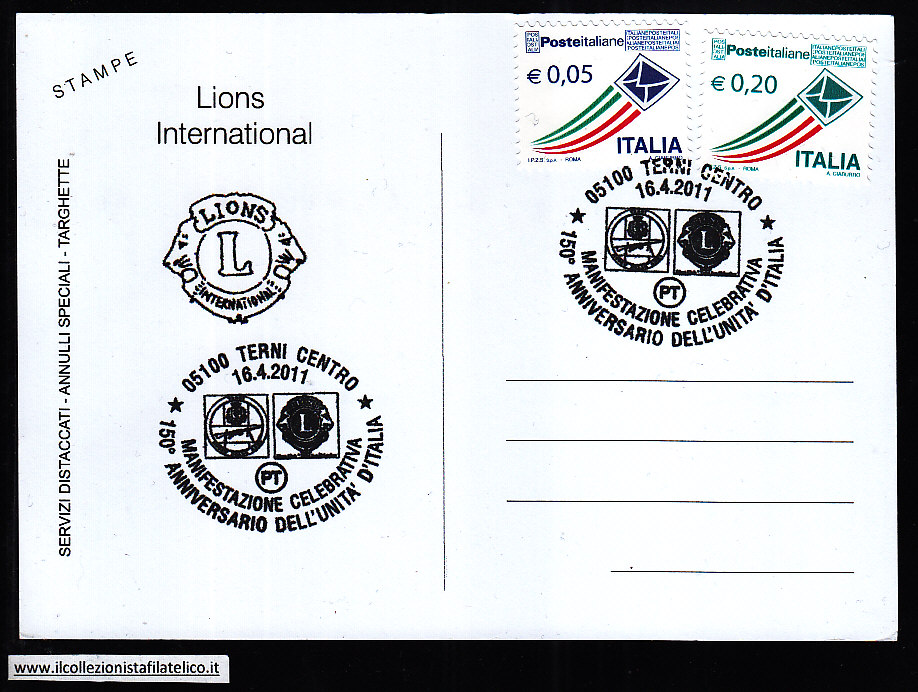 STAMPE
Lions
International
SERVIZI DISTACCATI - ANNULLI SPECIALI - TARGHETTE
LIONS
L
INTERNATIONAL
05100 TERNI CENTRO
16.4.2011
L
PT
MANIFESTAZIONE CELEBRATIVA
150° ANNIVERSARIO DELL'UNITA' D'ITALIA
Posteitaliane
€ 0,05
ITALIA
I.P.Z.S. S.p.A. - ROMA
A. CIABURRO
Posteitaliane
€ 0,20
ITALIA
S.p.A. - ROMA
A. CIABURRO
05100 TERNI CENTRO
16.4.2011
L
PT
MANIFESTAZIONE CELEBRATIVA
150° ANNIVERSARIO DELL'UNITA' D'ITALIA
www.ilcollezionistafilatelico.it